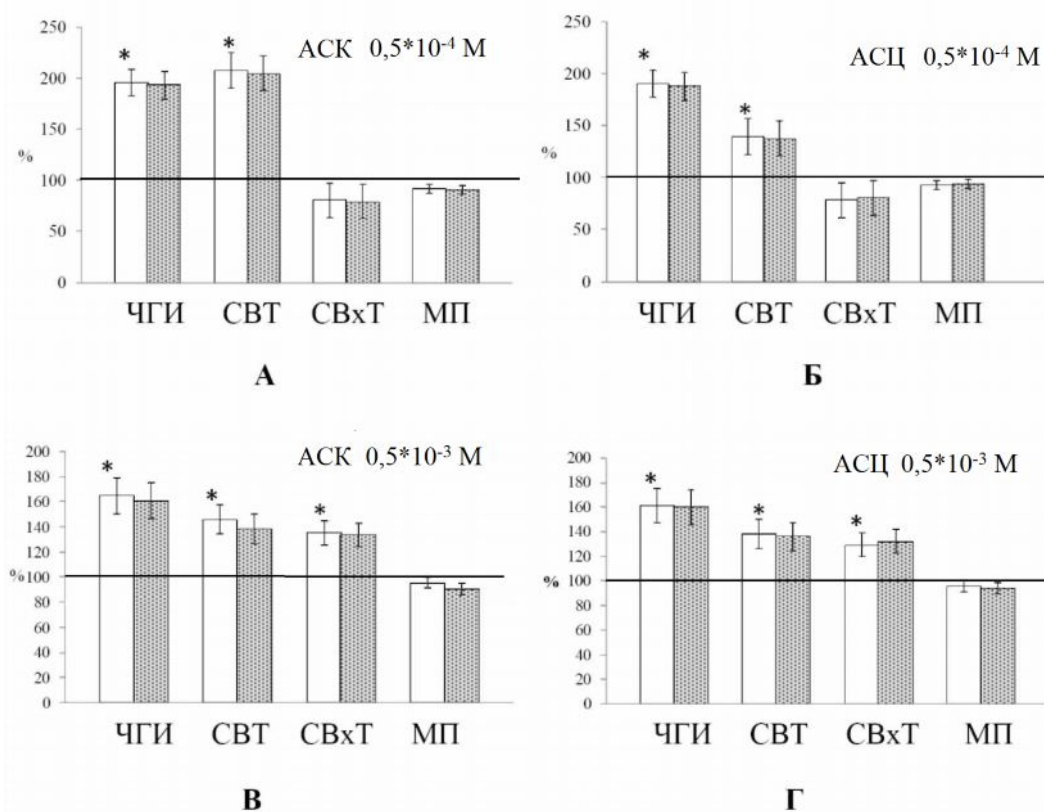 АСК 0,5*10⁻⁴ М
250
200
150
%
100
50
0
* *
ЧГИ СВТ СВхТ МП
А
АСЦ 0,5*10⁻⁴ М
250
200
150
%
100
50
0
* *
ЧГИ СВТ СВхТ МП
Б
АСК 0,5*10⁻³ М
200
180
160
140
120
%
100
80
60
40
20
0
* * *
ЧГИ СВТ СВхТ МП
В
АСЦ 0,5*10⁻³ М
200
180
160
140
120
%
100
80
60
40
20
0
* * *
ЧГИ СВТ СВхТ МП
Г